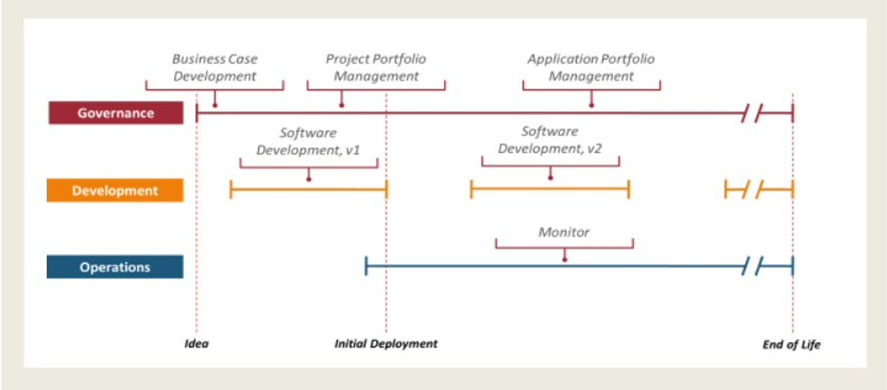 Business Case
Development
Project Portfolio
Management
Application Portfolio
Management
Governance
Software
Development, v1
Software
Development, v2
Development
Monitor
Operations
Idea
Initial Deployment
End of Life